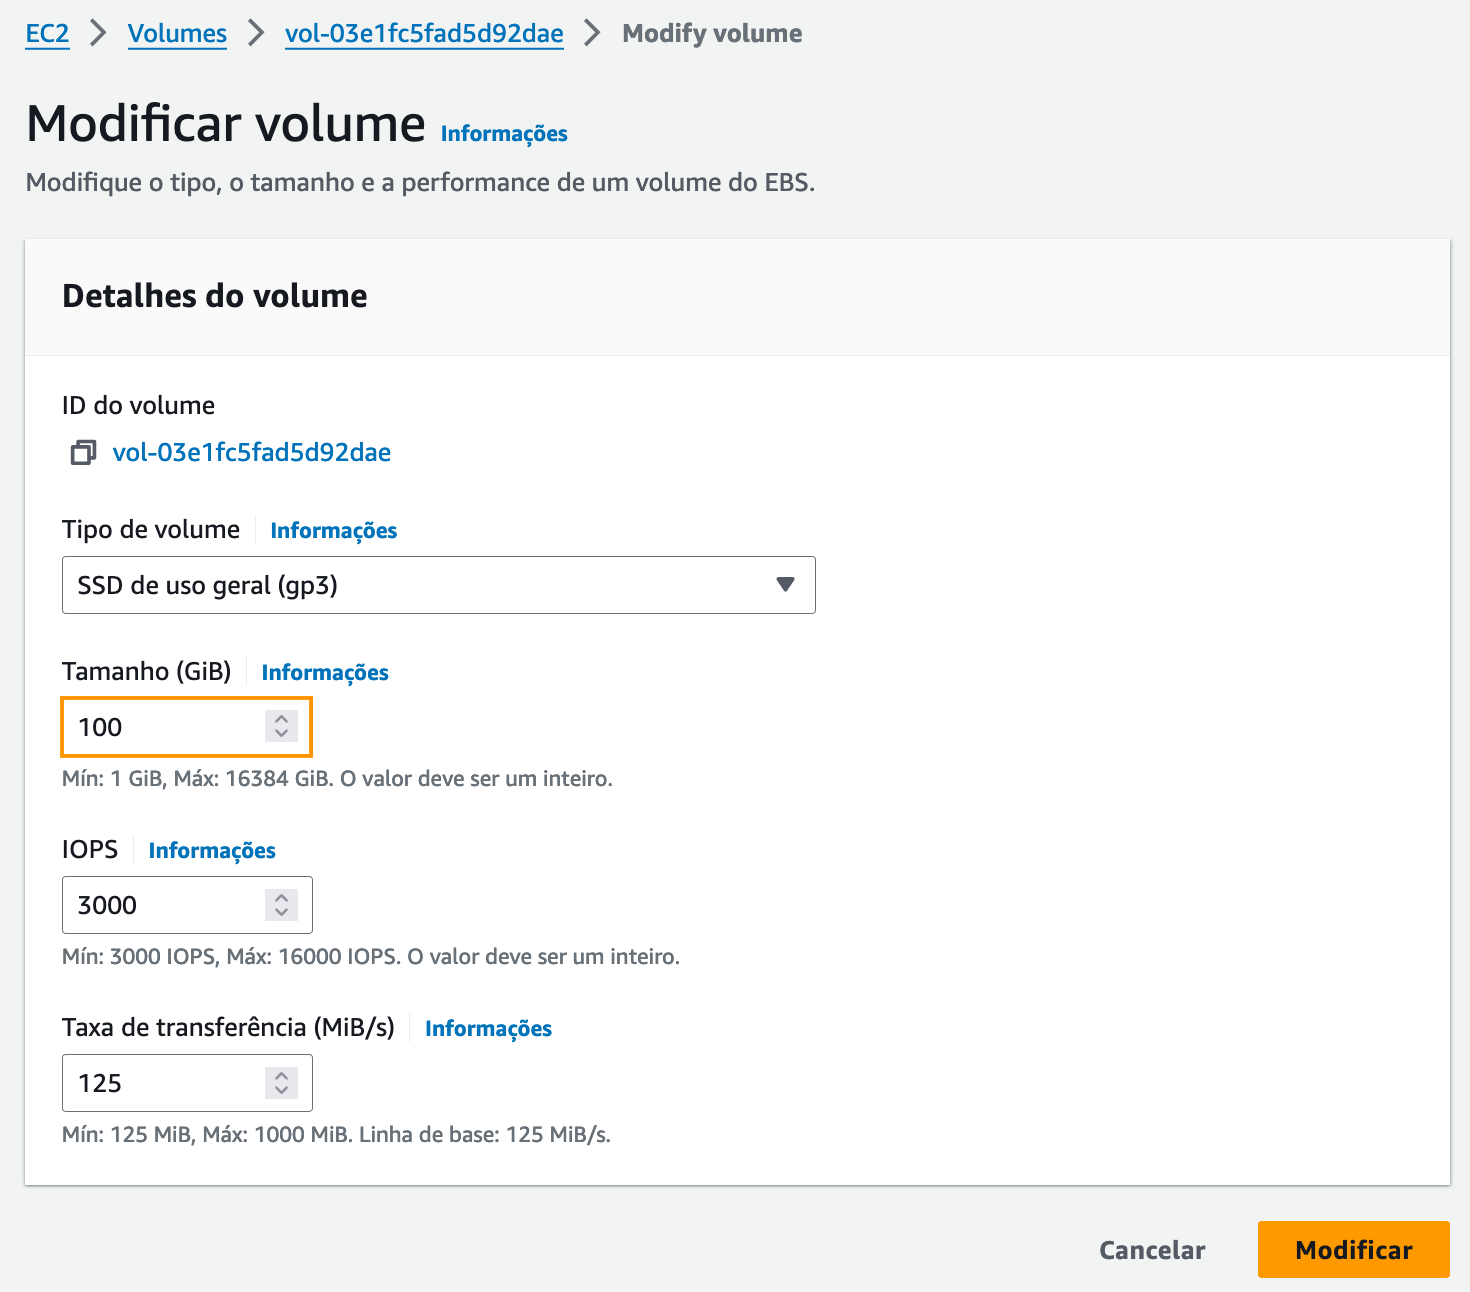 EC2 > Volumes > vol-03e1fc5fad5d92dae > Modify volume
Modificar volume Informações
Modifique o tipo, o tamanho e a performance de um volume do EBS.
Detalhes do volume
ID do volume
vol-03e1fc5fad5d92dae
Tipo de volume Informações
SSD de uso geral (gp3)
Tamanho (GiB) Informações
100
Mín: 1 GiB, Máx: 16384 GiB. O valor deve ser um inteiro.
IOPS Informações
3000
Mín: 3000 IOPS, Máx: 16000 IOPS. O valor deve ser um inteiro.
Taxa de transferência (MiB/s) Informações
125
Mín: 125 MiB, Máx: 1000 MiB. Linha de base: 125 MiB/s.
Cancelar Modificar